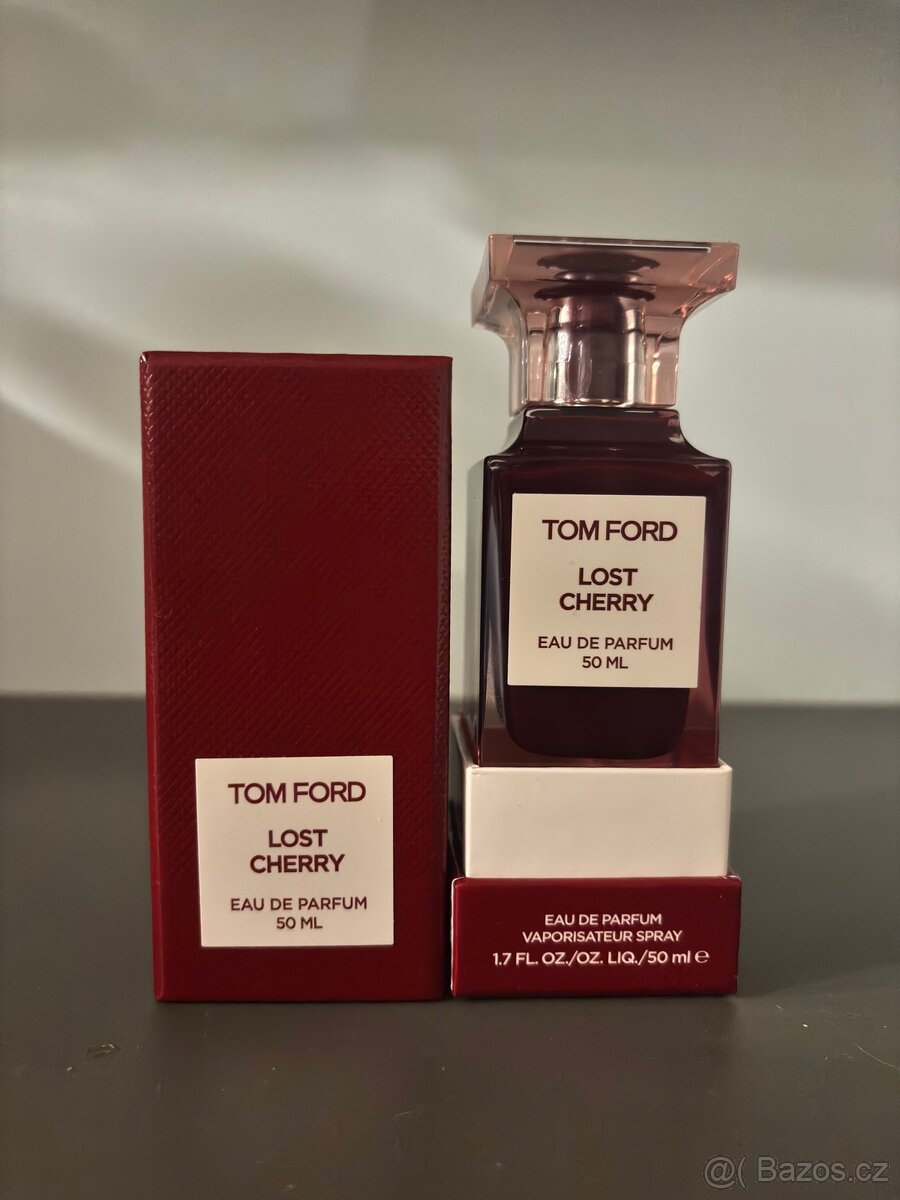 TOM FORD
LOST
CHERRY
EAU DE PARFUM
50 ML
TOM FORD
LOST
CHERRY
EAU DE PARFUM
50 ML
EAU DE PARFUM
VAPORISATEUR SPRAY
1.7 FL. OZ./OZ. LIQ./50 ml ℮
@( Bazos.cz